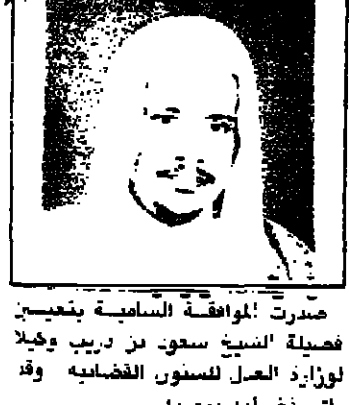 صدرت الموافقة السامية بتعيين
فضيلة الشيخ سعود بن دريب وكيلا
لوزارة العدل للشئون القضائية وقد